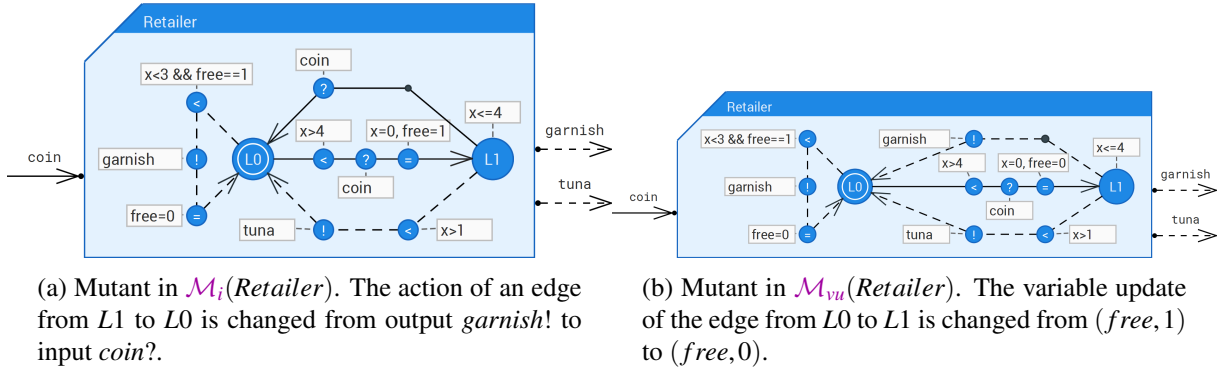 Retailer
coin
x<3 && free==1
?
x<=4
<
x>4
x=0, free=1
garnish
garnish
!
L0
<
?
=
L1
coin
coin
tuna
free=0
=
tuna
!
<
x>1
Retailer
x<3 && free==1
<
garnish
!
x<=4
x>4
x=0, free=0
garnish
garnish
!
L0
<
?
=
L1
coin
coin
tuna
free=0
=
tuna
!
<
x>1
(a) Mutant in ℳi(Retailer). The action of an edge
from L1 to L0 is changed from output garnish! to
input coin?.
(b) Mutant in ℳvu(Retailer). The variable update
of the edge from L0 to L1 is changed from (free,1)
to (free,0).